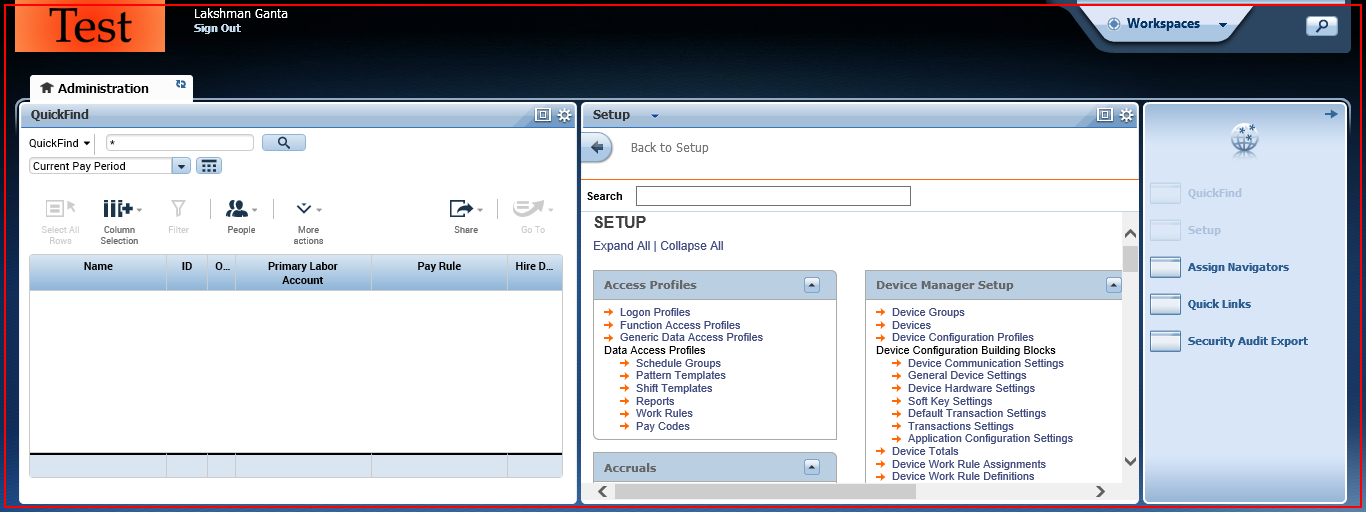 Test
Lakshman Ganta
Sign Out
Workspaces
Administration
QuickFind
QuickFind
*
Current Pay Period
Select All Rows
Column Selection
Filter
People
More actions
Share
Go To
Name
ID
O...
Primary Labor Account
Pay Rule
Hire D...
Setup
Back to Setup
Search
SETUP
Expand All | Collapse All
Access Profiles
Logon Profiles
Function Access Profiles
Generic Data Access Profiles
Data Access Profiles
Schedule Groups
Pattern Templates
Shift Templates
Reports
Work Rules
Pay Codes
Accruals
Device Manager Setup
Device Groups
Devices
Device Configuration Profiles
Device Configuration Building Blocks
Device Communication Settings
General Device Settings
Device Hardware Settings
Soft Key Settings
Default Transaction Settings
Transactions Settings
Application Configuration Settings
Device Totals
Device Work Rule Assignments
Device Work Rule Definitions
QuickFind
Setup
Assign Navigators
Quick Links
Security Audit Export